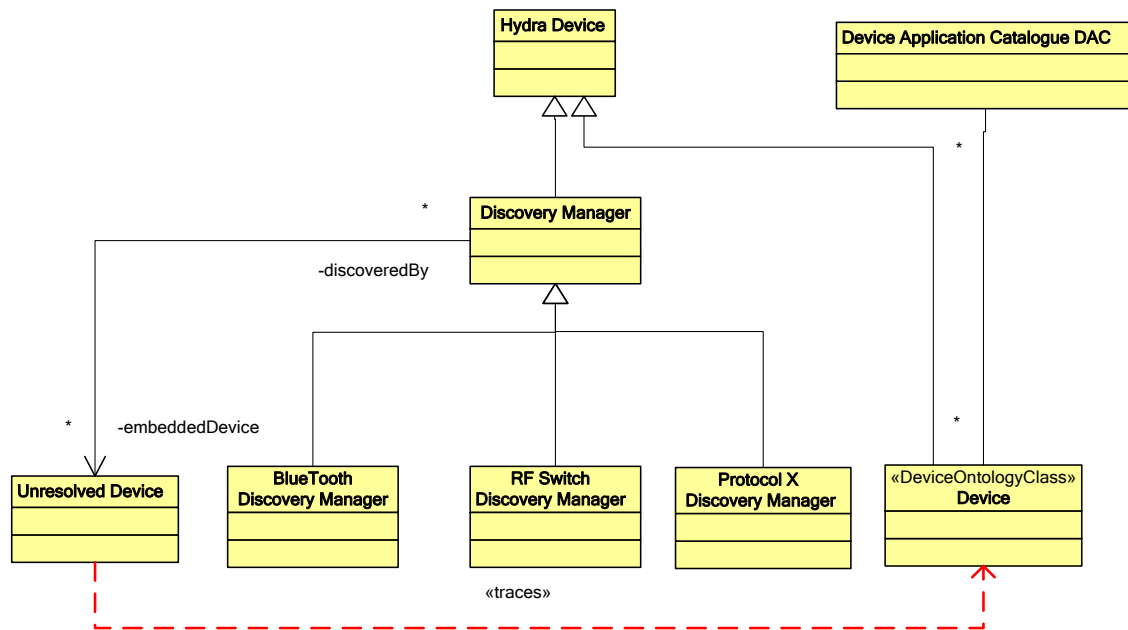 Hydra Device
Device Application Catalogue DAC
*
*
Discovery Manager
-discoveredBy
*
-embeddedDevice
*
Unresolved Device
BlueTooth
Discovery Manager
RF Switch
Discovery Manager
Protocol X
Discovery Manager
«DeviceOntologyClass»
Device
«traces»